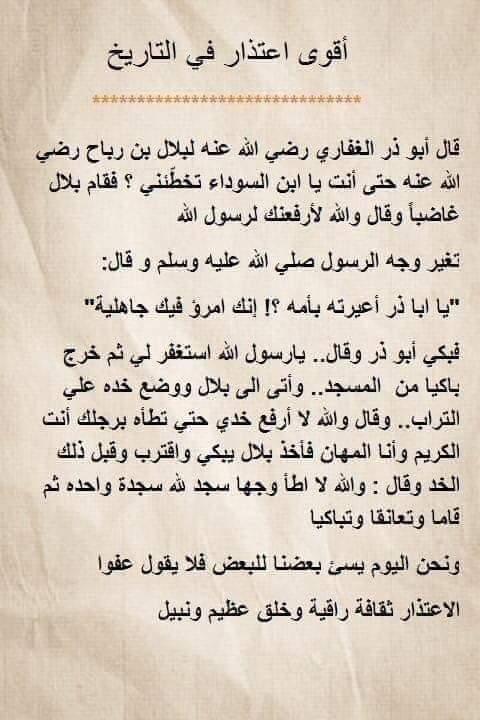 أقوى اعتذار في التاريخ
******************************
قال أبو ذر الغفاري رضي الله عنه لبلال بن رباح رضي
الله عنه حتى أنت يا ابن السوداء تخطّئني ؟ فقام بلال
غاضباً وقال والله لأرفعنك لرسول الله
تغير وجه الرسول صلي الله عليه وسلم و قال:
"يا ابا ذر أعيرته بأمه ؟! إنك امرؤ فيك جاهلية"
فبكي أبو ذر وقال.. يارسول الله استغفر لي ثم خرج
باكيا من المسجد.. وأتى الى بلال ووضع خده علي
التراب.. وقال والله لا أرفع خدي حتي تطأه برجلك أنت
الكريم وأنا المهان فأخذ بلال يبكي واقترب وقبل ذلك
الخد وقال : والله لا اطأ وجها سجد لله سجدة واحده ثم
قاما وتعانقا وتباكيا
ونحن اليوم يسئ بعضنا للبعض فلا يقول عفوا
الاعتذار ثقافة راقية وخلق عظيم ونبيل